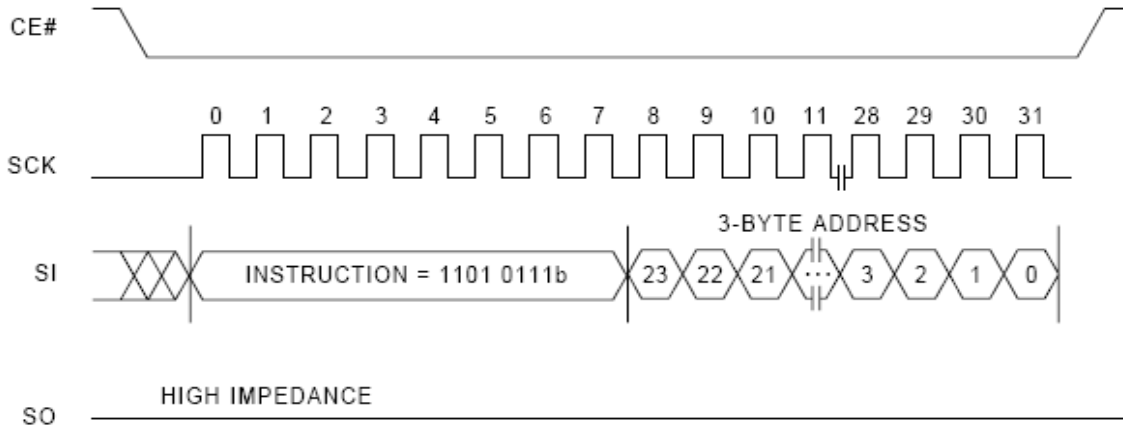 CE#
0 1 2 3 4 5 6 7 8 9 10 11 28 29 30 31
SCK
3-BYTE ADDRESS
SI INSTRUCTION = 1101 0111b 23 22 21 ... 3 2 1 0
HIGH IMPEDANCE
SO